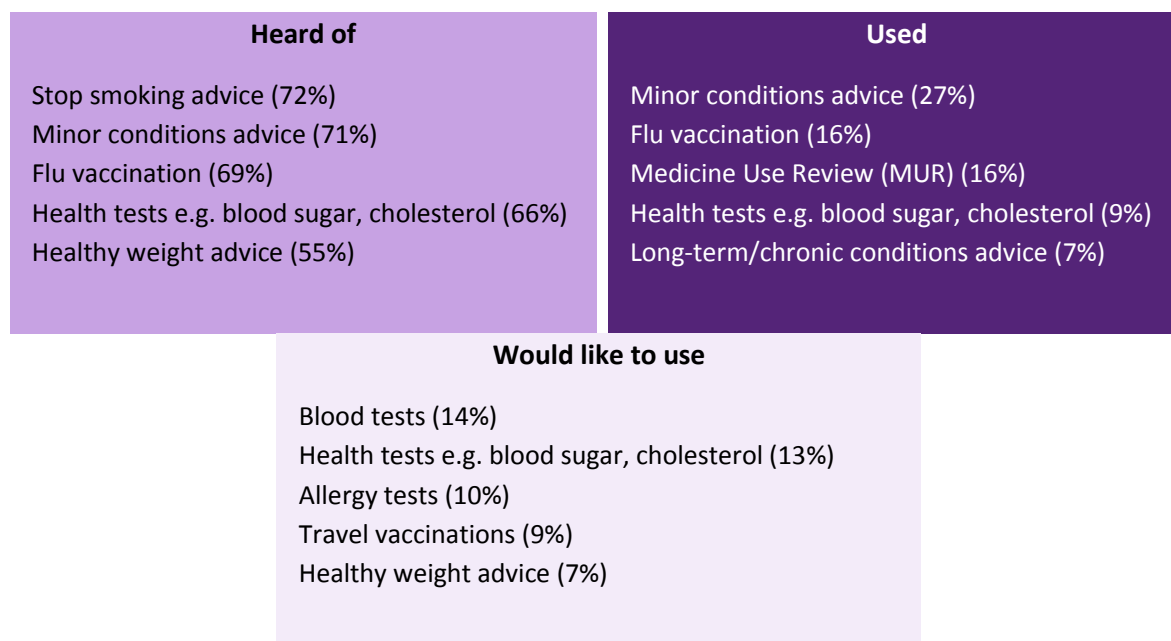 Heard of
Stop smoking advice (72%)
Minor conditions advice (71%)
Flu vaccination (69%)
Health tests e.g. blood sugar, cholesterol (66%)
Healthy weight advice (55%)
Used
Minor conditions advice (27%)
Flu vaccination (16%)
Medicine Use Review (MUR) (16%)
Health tests e.g. blood sugar, cholesterol (9%)
Long-term/chronic conditions advice (7%)
Would like to use
Blood tests (14%)
Health tests e.g. blood sugar, cholesterol (13%)
Allergy tests (10%)
Travel vaccinations (9%)
Healthy weight advice (7%)